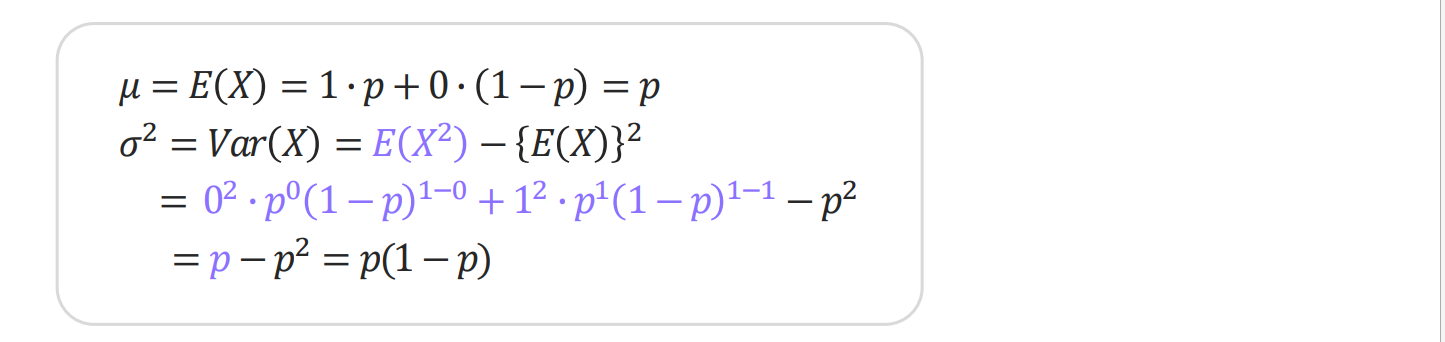 μ = E(X) = 1 · p + 0 · (1 − p) = p
σ² = Var(X) = E(X²) − {E(X)}²
= 0² · p⁰(1 − p)¹⁻⁰ + 1² · p¹(1 − p)¹⁻¹ − p²
= p − p² = p(1 − p)